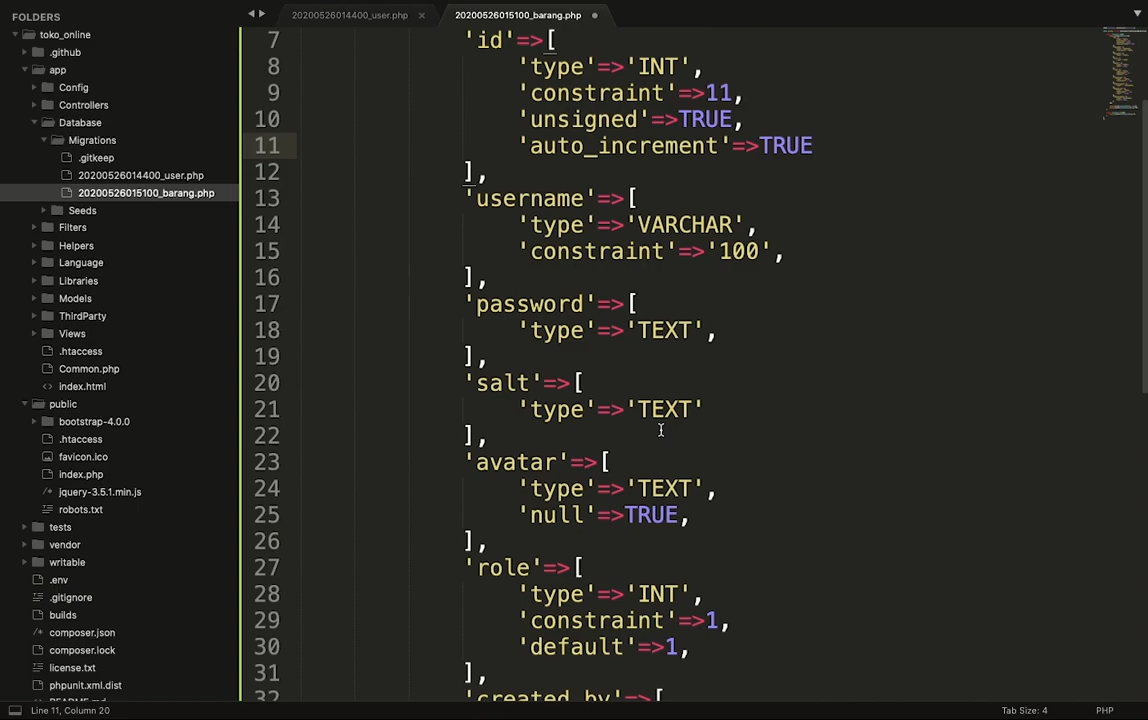 FOLDERS
toko_online
.github
app
Config
Controllers
Database
Migrations
.gitkeep
20200526014400_user.php
20200526015100_barang.php
Seeds
Filters
Helpers
Language
Libraries
Models
ThirdParty
Views
.htaccess
Common.php
<> index.html
public
bootstrap-4.0.0
.htaccess
favicon.ico
index.php
/* jquery-3.5.1.min.js
robots.txt
tests
vendor
writable
.env
.gitignore
builds
composer.json
composer.lock
license.txt
phpunit.xml.dist
README.md
20200526014400_user.php ×
20200526015100_barang.php
7 'id'=>[
8 'type'=>'INT',
9 'constraint'=>11,
10 'unsigned'=>TRUE,
11 'auto_increment'=>TRUE
12 ],
13 'username'=>[
14 'type'=>'VARCHAR',
15 'constraint'=>'100',
16 ],
17 'password'=>[
18 'type'=>'TEXT',
19 ],
20 'salt'=>[
21 'type'=>'TEXT'
22 ],
23 'avatar'=>[
24 'type'=>'TEXT',
25 'null'=>TRUE,
26 ],
27 'role'=>[
28 'type'=>'INT',
29 'constraint'=>1,
30 'default'=>1,
31 ],
32 'created_by'=>[
Line 11, Column 20
Tab Size: 4
PHP